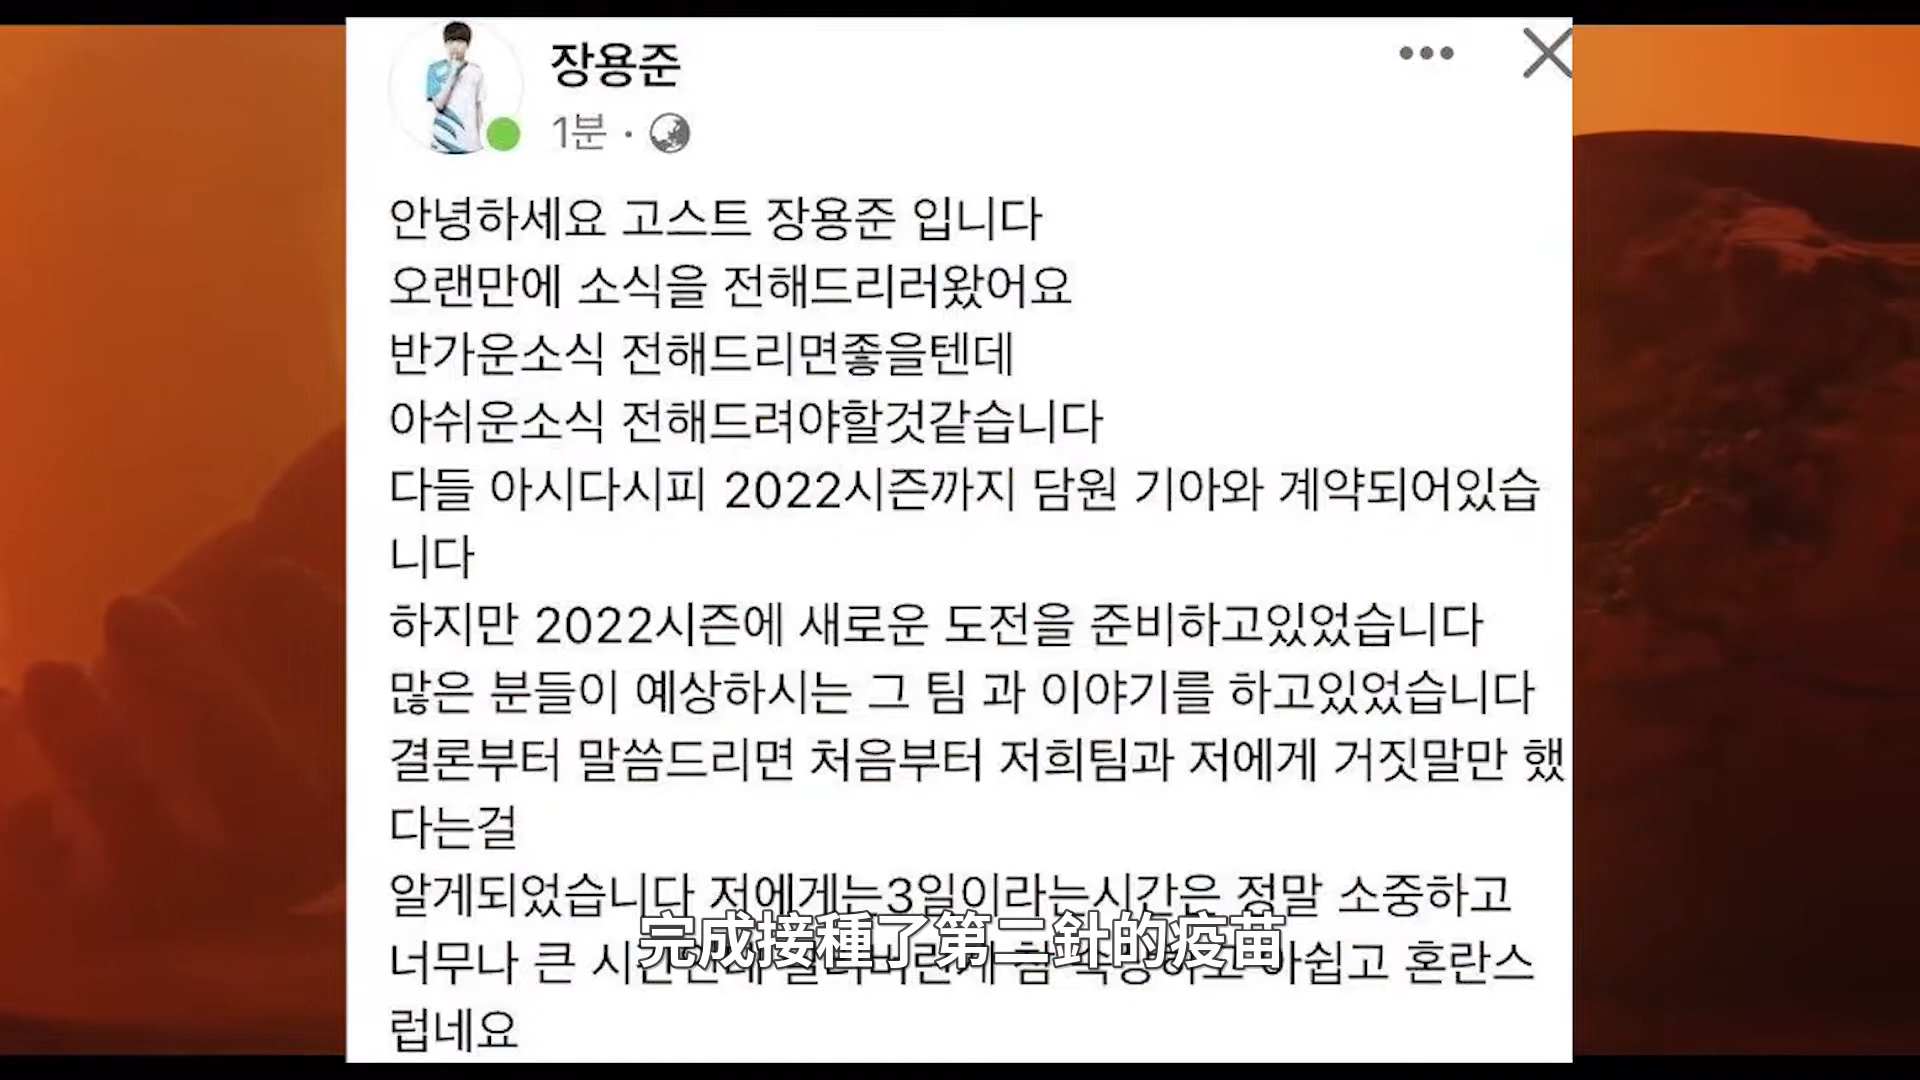 장용준
1분 ·
안녕하세요 고스트 장용준 입니다
오랜만에 소식을 전해드리러왔어요
반가운소식 전해드리면좋을텐데
아쉬운소식 전해드려야할것같습니다
다들 아시다시피 2022시즌까지 담원 기아와 계약되어있습
니다
하지만 2022시즌에 새로운 도전을 준비하고있었습니다
많은 분들이 예상하시는 그 팀 과 이야기를 하고있었습니다
결론부터 말씀드리면 처음부터 저희팀과 저에게 거짓말만 했
다는걸
알게되었습니다 저에게는3일이라는시간은 정말 소중하고
너무나 큰 참 아쉽고 혼란스
럽네요
完成接種了第二針的疫苗